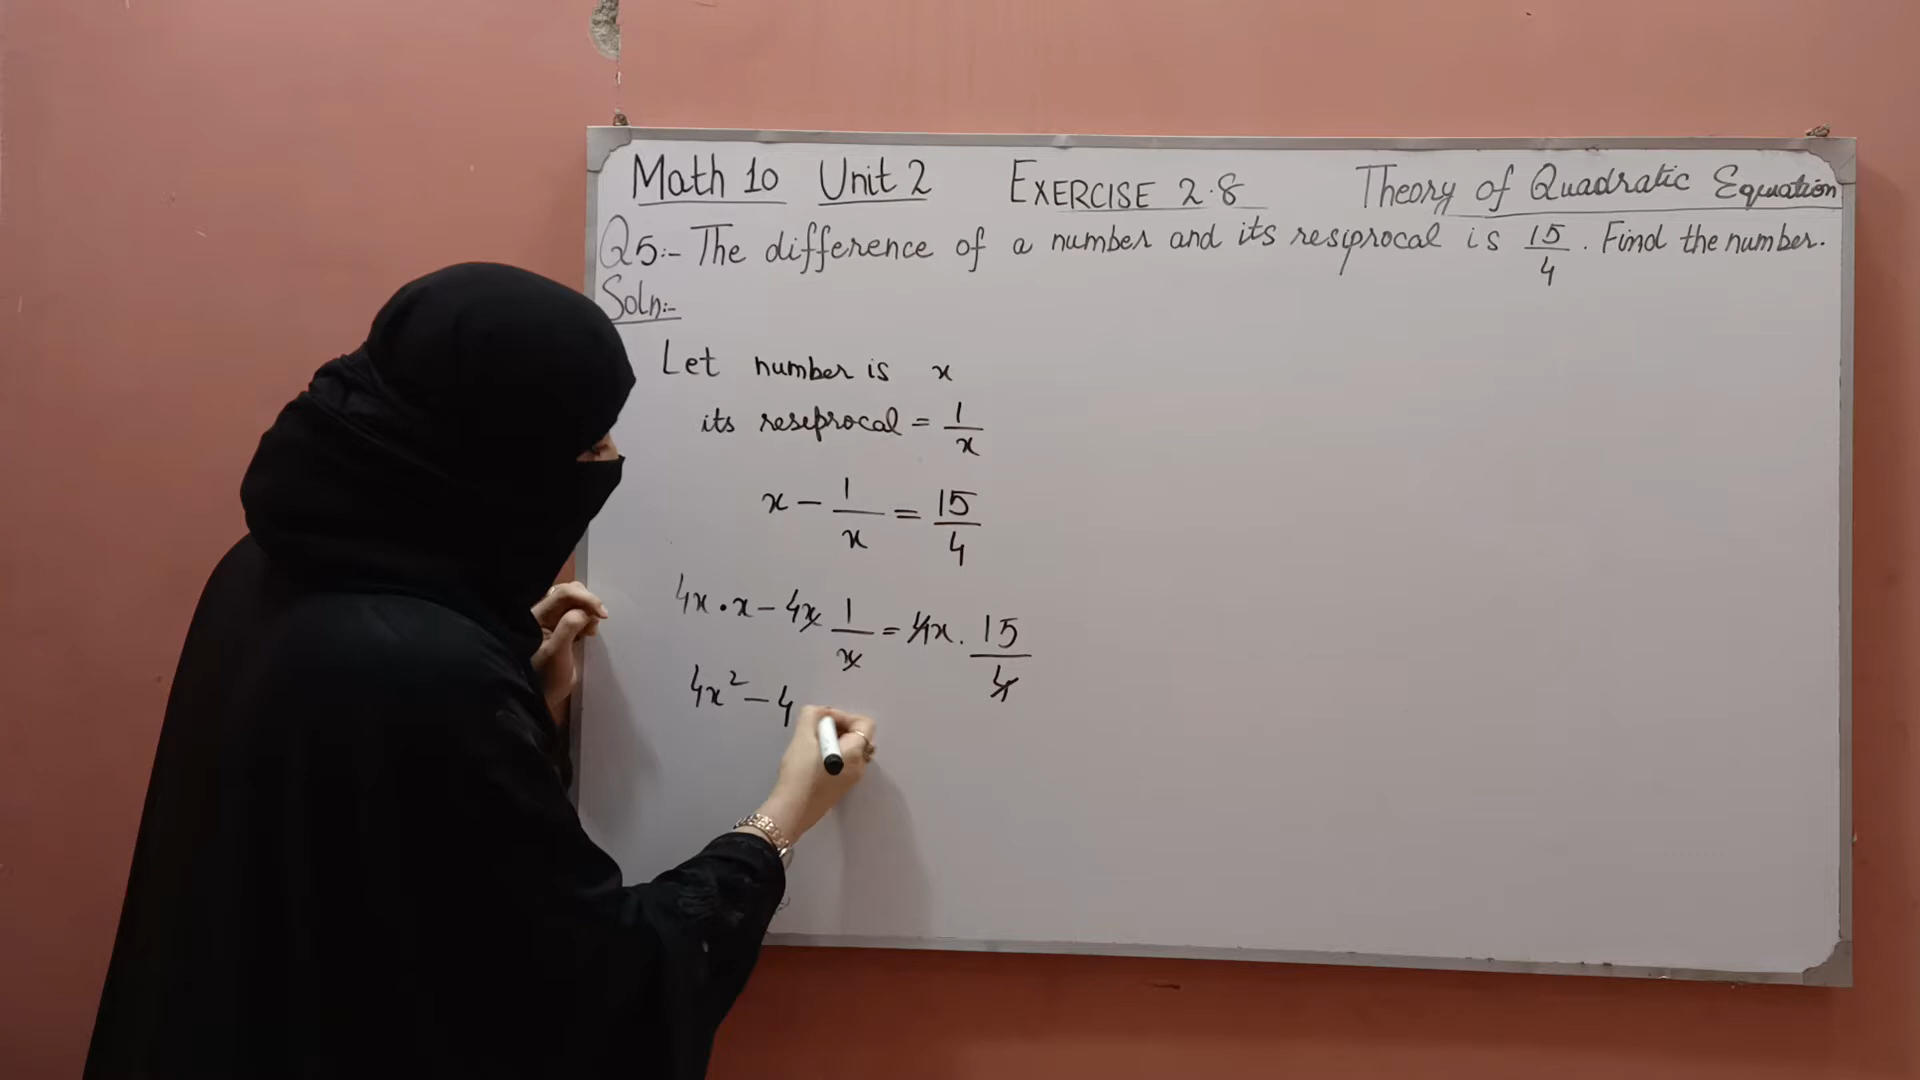 Math 10 Unit 2 EXERCISE 2.8 Theory of Quadratic Equation
Q5:- The difference of a number and its resiprocal is 15/4. Find the number.
Soln:-
Let number is x
its reseprocal = 1/x
x - 1/x = 15/4
4x · x - 4x 1/x = 4x · 15/4
4x² - 4